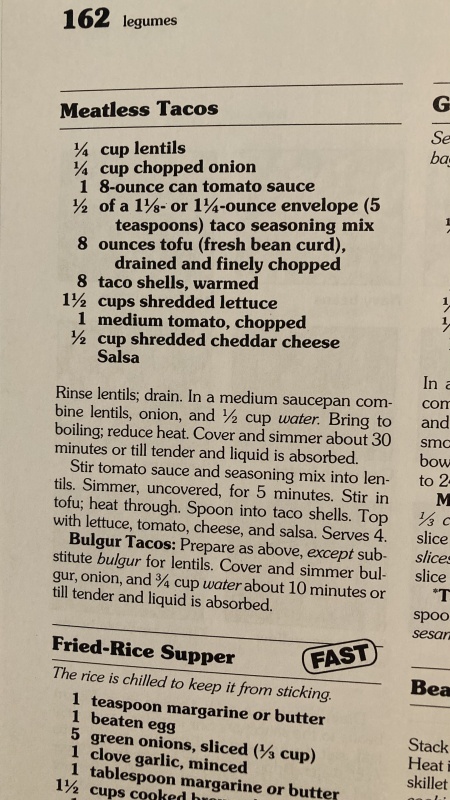 162 legumes
Meatless Tacos
¼ cup lentils
¼ cup chopped onion
1 8-ounce can tomato sauce
½ of a 1⅛- or 1¼-ounce envelope (5
teaspoons) taco seasoning mix
8 ounces tofu (fresh bean curd),
drained and finely chopped
8 taco shells, warmed
1½ cups shredded lettuce
1 medium tomato, chopped
½ cup shredded cheddar cheese
Salsa
Rinse lentils; drain. In a medium saucepan com-
bine lentils, onion, and ½ cup water. Bring to
boiling; reduce heat. Cover and simmer about 30
minutes or till tender and liquid is absorbed.
Stir tomato sauce and seasoning mix into len-
tils. Simmer, uncovered, for 5 minutes. Stir in
tofu; heat through. Spoon into taco shells. Top
with lettuce, tomato, cheese, and salsa. Serves 4.
Bulgur Tacos: Prepare as above, except sub-
stitute bulgur for lentils. Cover and simmer bul-
gur, onion, and ¾ cup water about 10 minutes or
till tender and liquid is absorbed.
Fried-Rice Supper FAST
The rice is chilled to keep it from sticking.
1 teaspoon margarine or butter
1 beaten egg
5 green onions, sliced (⅓ cup)
1 clove garlic, minced
1 tablespoon margarine or butter
1½ cups cooked
G
Se
bag
In a
com
and
smo
bow
to 2
M
⅓ c
slice
slices
slice
*T
spoo
sesan
Bea
Stack
Heat i
skillet